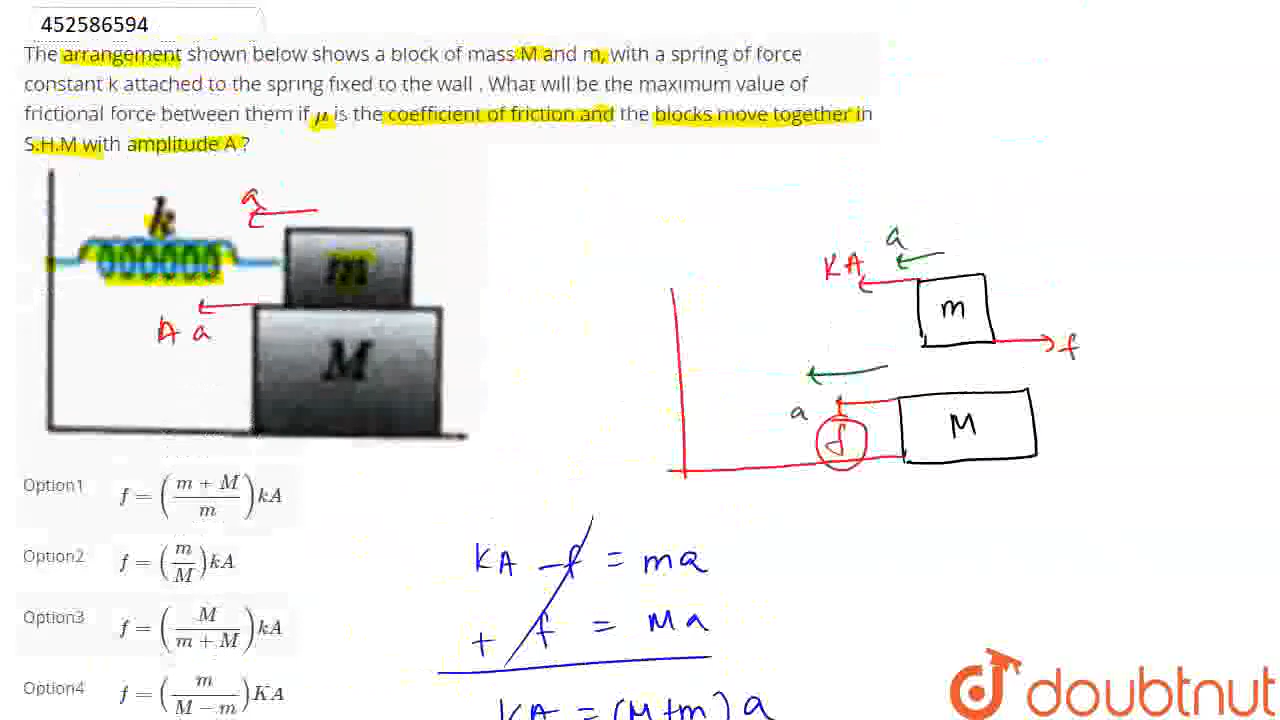 452586594
The arrangement shown below shows a block of mass M and m, with a spring of force
constant k attached to the spring fixed to the wall . What will be the maximum value of
frictional force between them if μ is the coefficient of friction and the blocks move together in
S.H.M with amplitude A ?
k
a
m
A a
M
a
KA
m
f
a
f
M
Option1 f = ( (m + M) / m ) kA
Option2 f = ( m / M ) kA
Option3 f = ( M / (m + M) ) kA
Option4 f = ( m / (M − m) ) KA
KA − f = ma
+ f = Ma
KA = (M+m) a
doubtnut